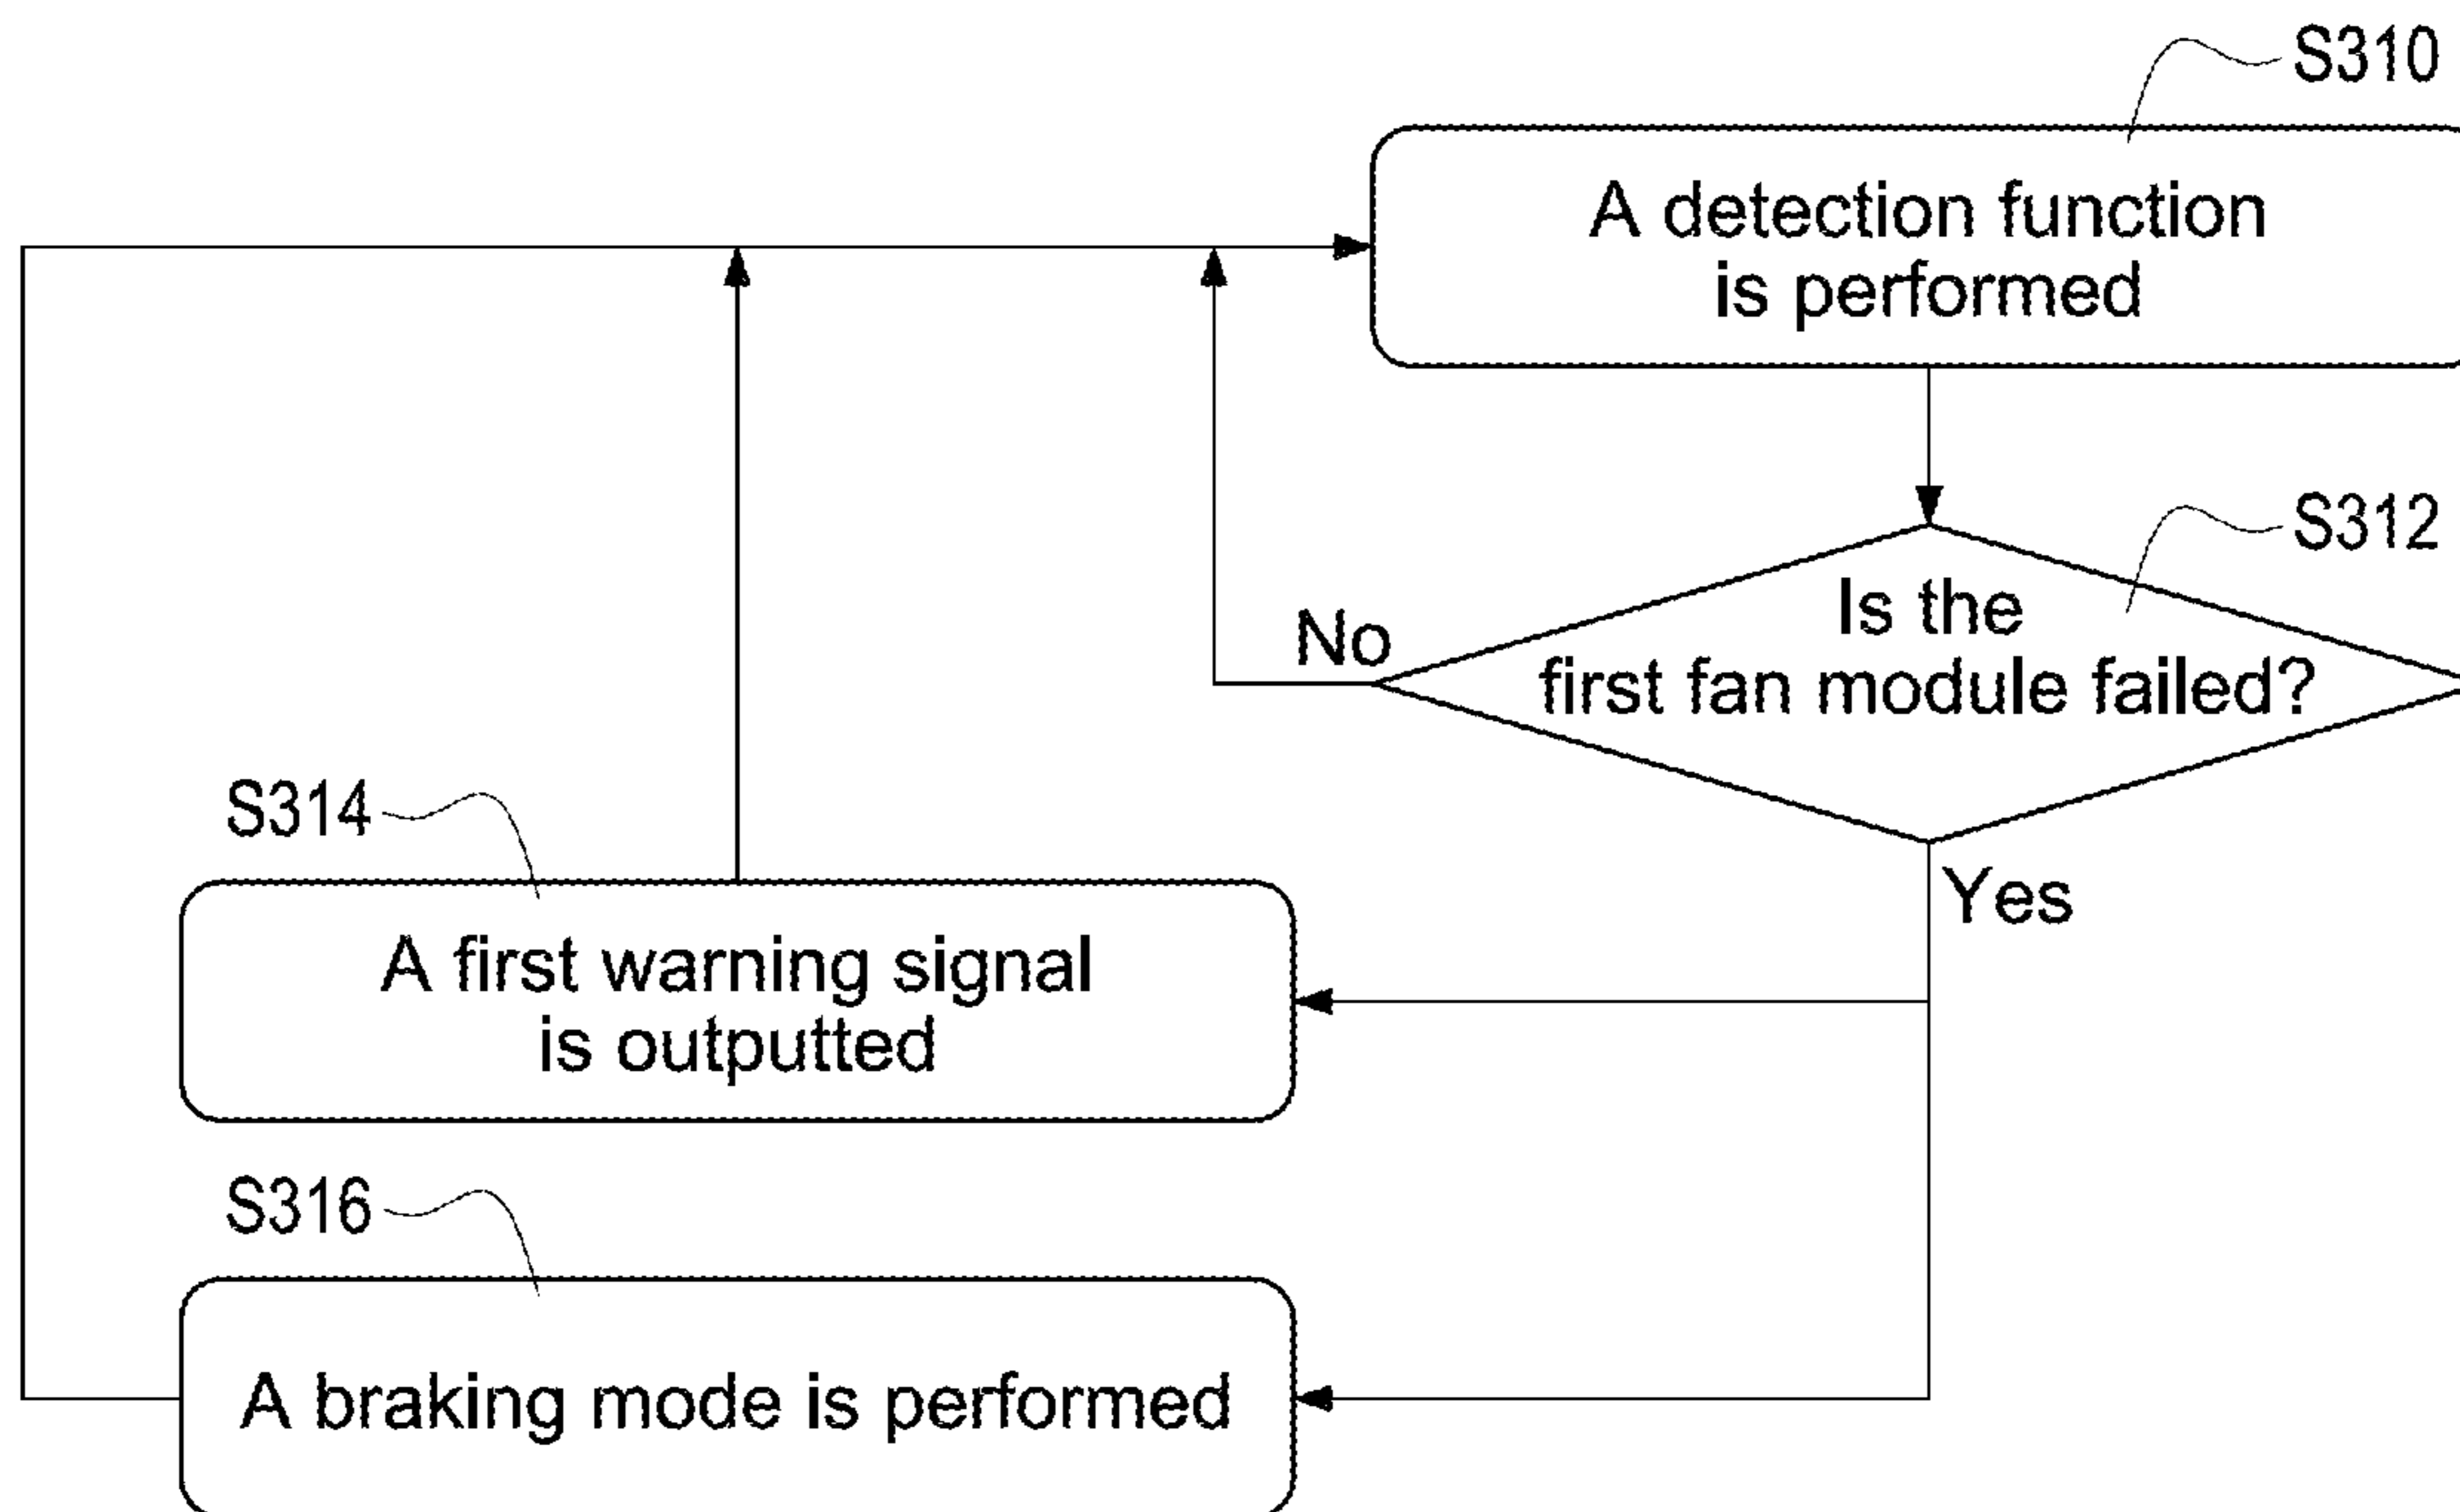 S310
A detection function
is performed
S312
Is the
first fan module failed?
No
Yes
S314
A first warning signal
is outputted
S316
A braking mode is performed